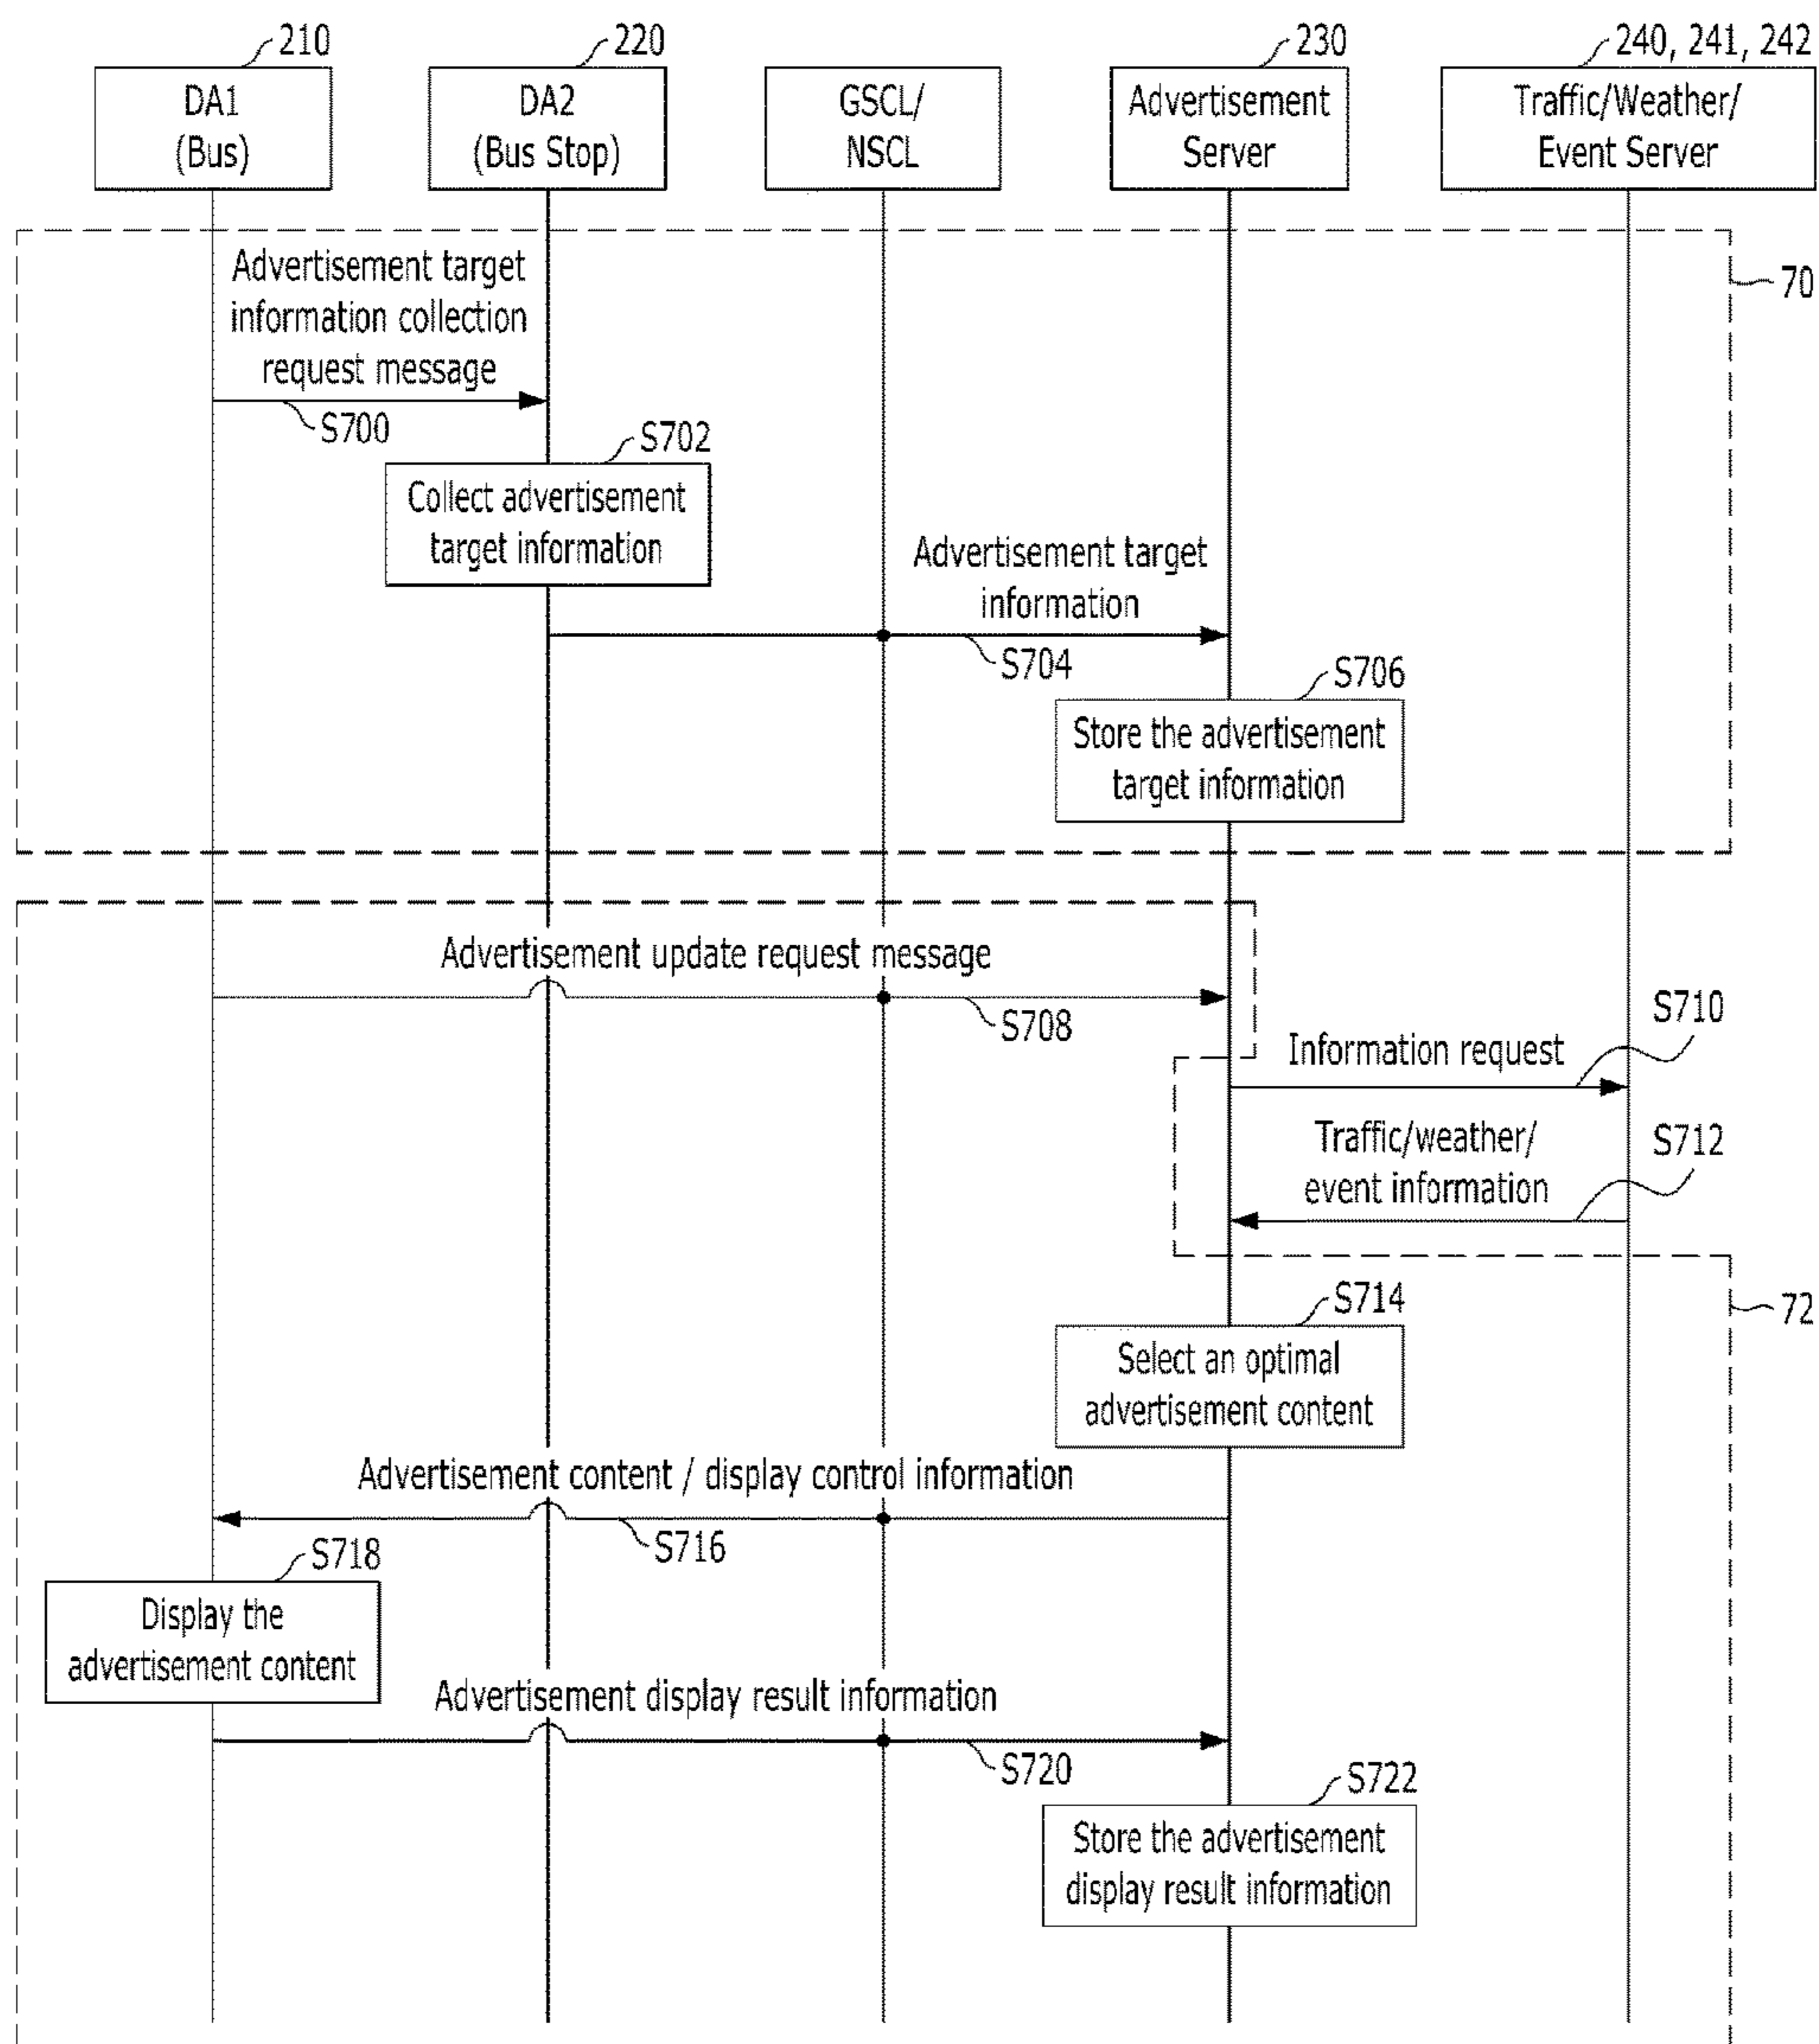 210
220
230
240, 241, 242
DA1
(Bus)
DA2
(Bus Stop)
GSCL/
NSCL
Advertisement
Server
Traffic/Weather/
Event Server
70
Advertisement target
information collection
request message
S700
S702
Collect advertisement
target information
Advertisement target
information
S704
S706
Store the advertisement
target information
Advertisement update request message
S708
S710
Information request
S712
Traffic/weather/
event information
72
S714
Select an optimal
advertisement content
Advertisement content / display control information
S716
S718
Display the
advertisement content
Advertisement display result information
S720
S722
Store the advertisement
display result information